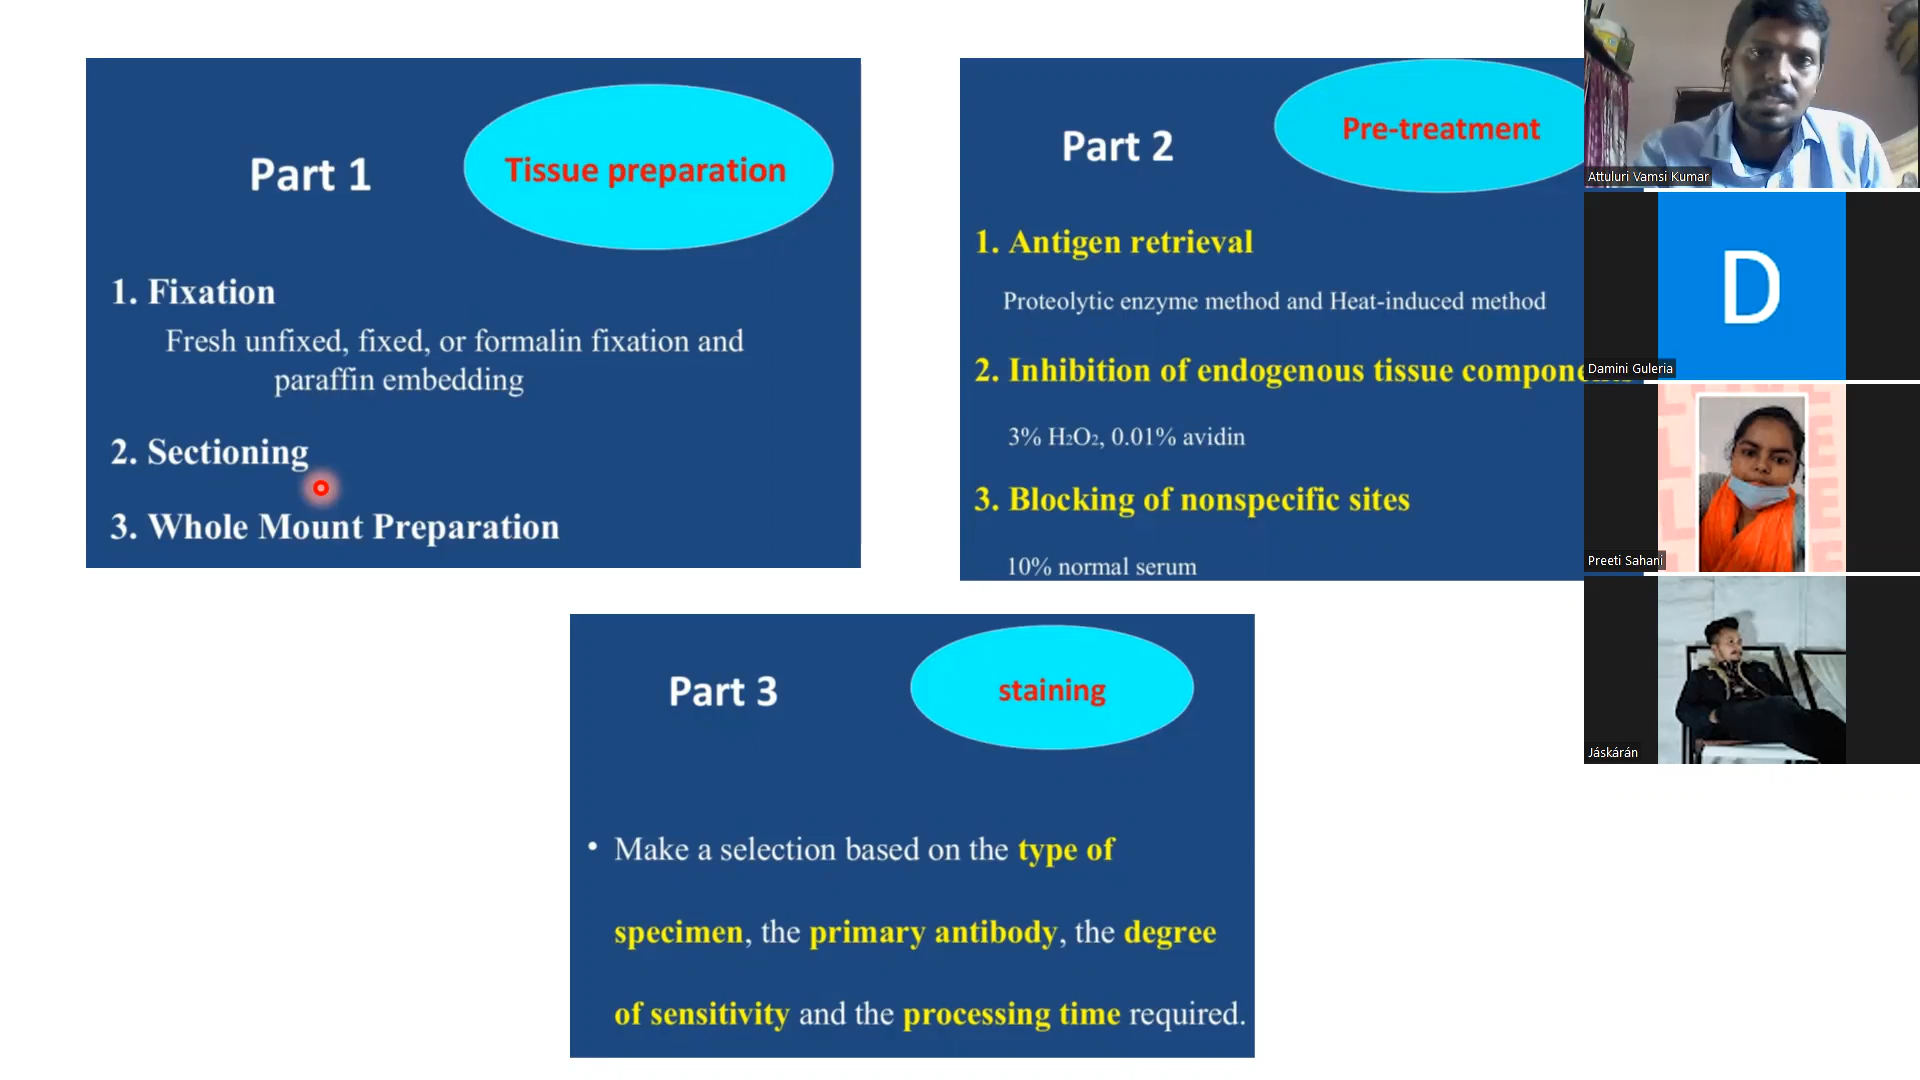 Part 1
Tissue preparation
1. Fixation
Fresh unfixed, fixed, or formalin fixation and
paraffin embedding
2. Sectioning
3. Whole Mount Preparation
Part 2
Pre-treatment
1. Antigen retrieval
Proteolytic enzyme method and Heat-induced method
2. Inhibition of endogenous tissue
3% H₂O₂, 0.01% avidin
3. Blocking of nonspecific sites
10% normal serum
Part 3
staining
• Make a selection based on the type of
specimen, the primary antibody, the degree
of sensitivity and the processing time required.
Attuluri Vamsi Kumar
D
Damini Guleria
Preeti Sahani
Jáskárán